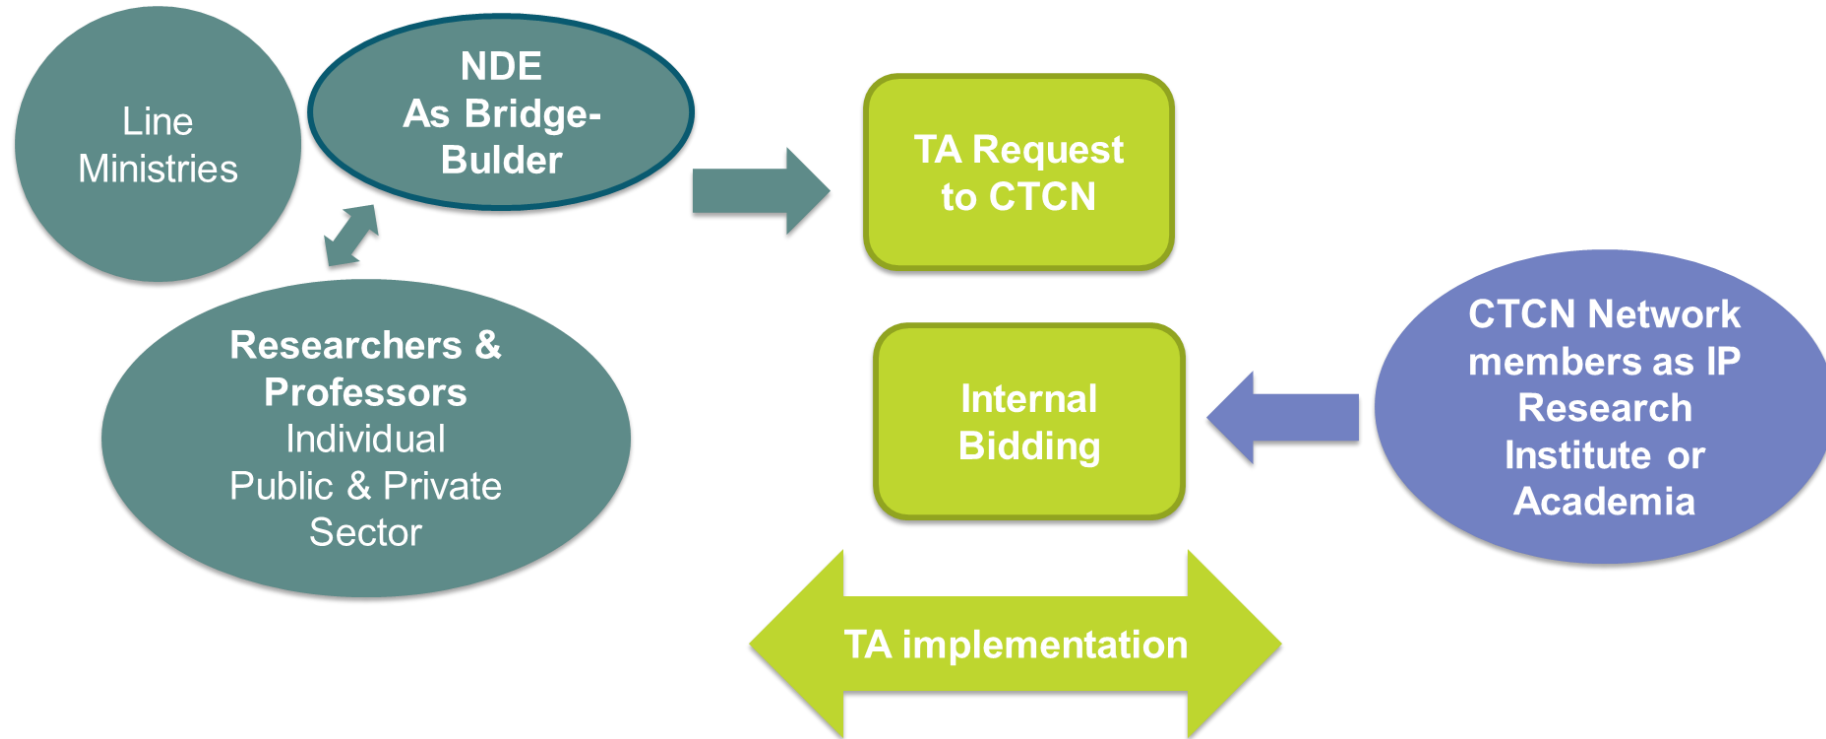 Line
Ministries
NDE
As Bridge-
Bulder
TA Request
to CTCN
Researchers &
Professors
Individual
Public & Private
Sector
Internal
Bidding
CTCN Network
members as IP
Research
Institute or
Academia
TA implementation